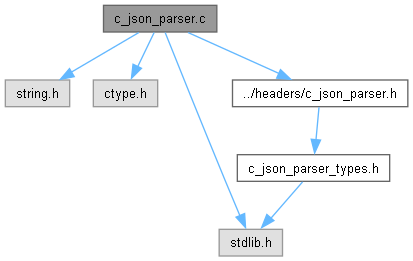 c_json_parser.c
string.h
ctype.h
../headers/c_json_parser.h
c_json_parser_types.h
stdlib.h